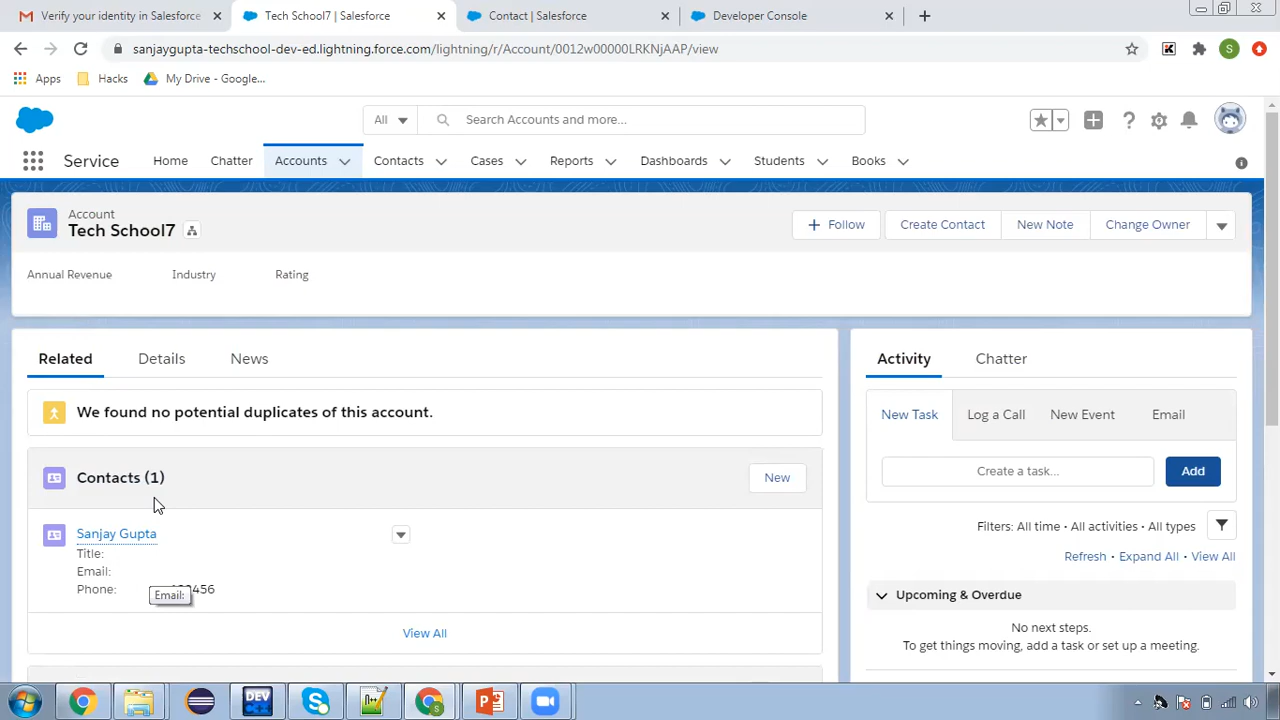 Verify your identity in Salesforce
Tech School7 | Salesforce
Contact | Salesforce
Developer Console
sanjaygupta-techschool-dev-ed.lightning.force.com/lightning/r/Account/0012w00000LRKNjAAP/view
S
Apps
Hacks
My Drive - Google...
All
Search Accounts and more...
Service
Home
Chatter
Accounts
Contacts
Cases
Reports
Dashboards
Students
Books
Account
Tech School7
Follow
Create Contact
New Note
Change Owner
Annual Revenue
Industry
Rating
Related
Details
News
We found no potential duplicates of this account.
Contacts (1)
New
Sanjay Gupta
Title:
Email:
Phone:
Email:
View All
Activity
Chatter
New Task
Log a Call
New Event
Email
Create a task...
Add
Filters: All time • All activities • All types
Refresh • Expand All • View All
Upcoming & Overdue
No next steps.
To get things moving, add a task or set up a meeting.
DEV